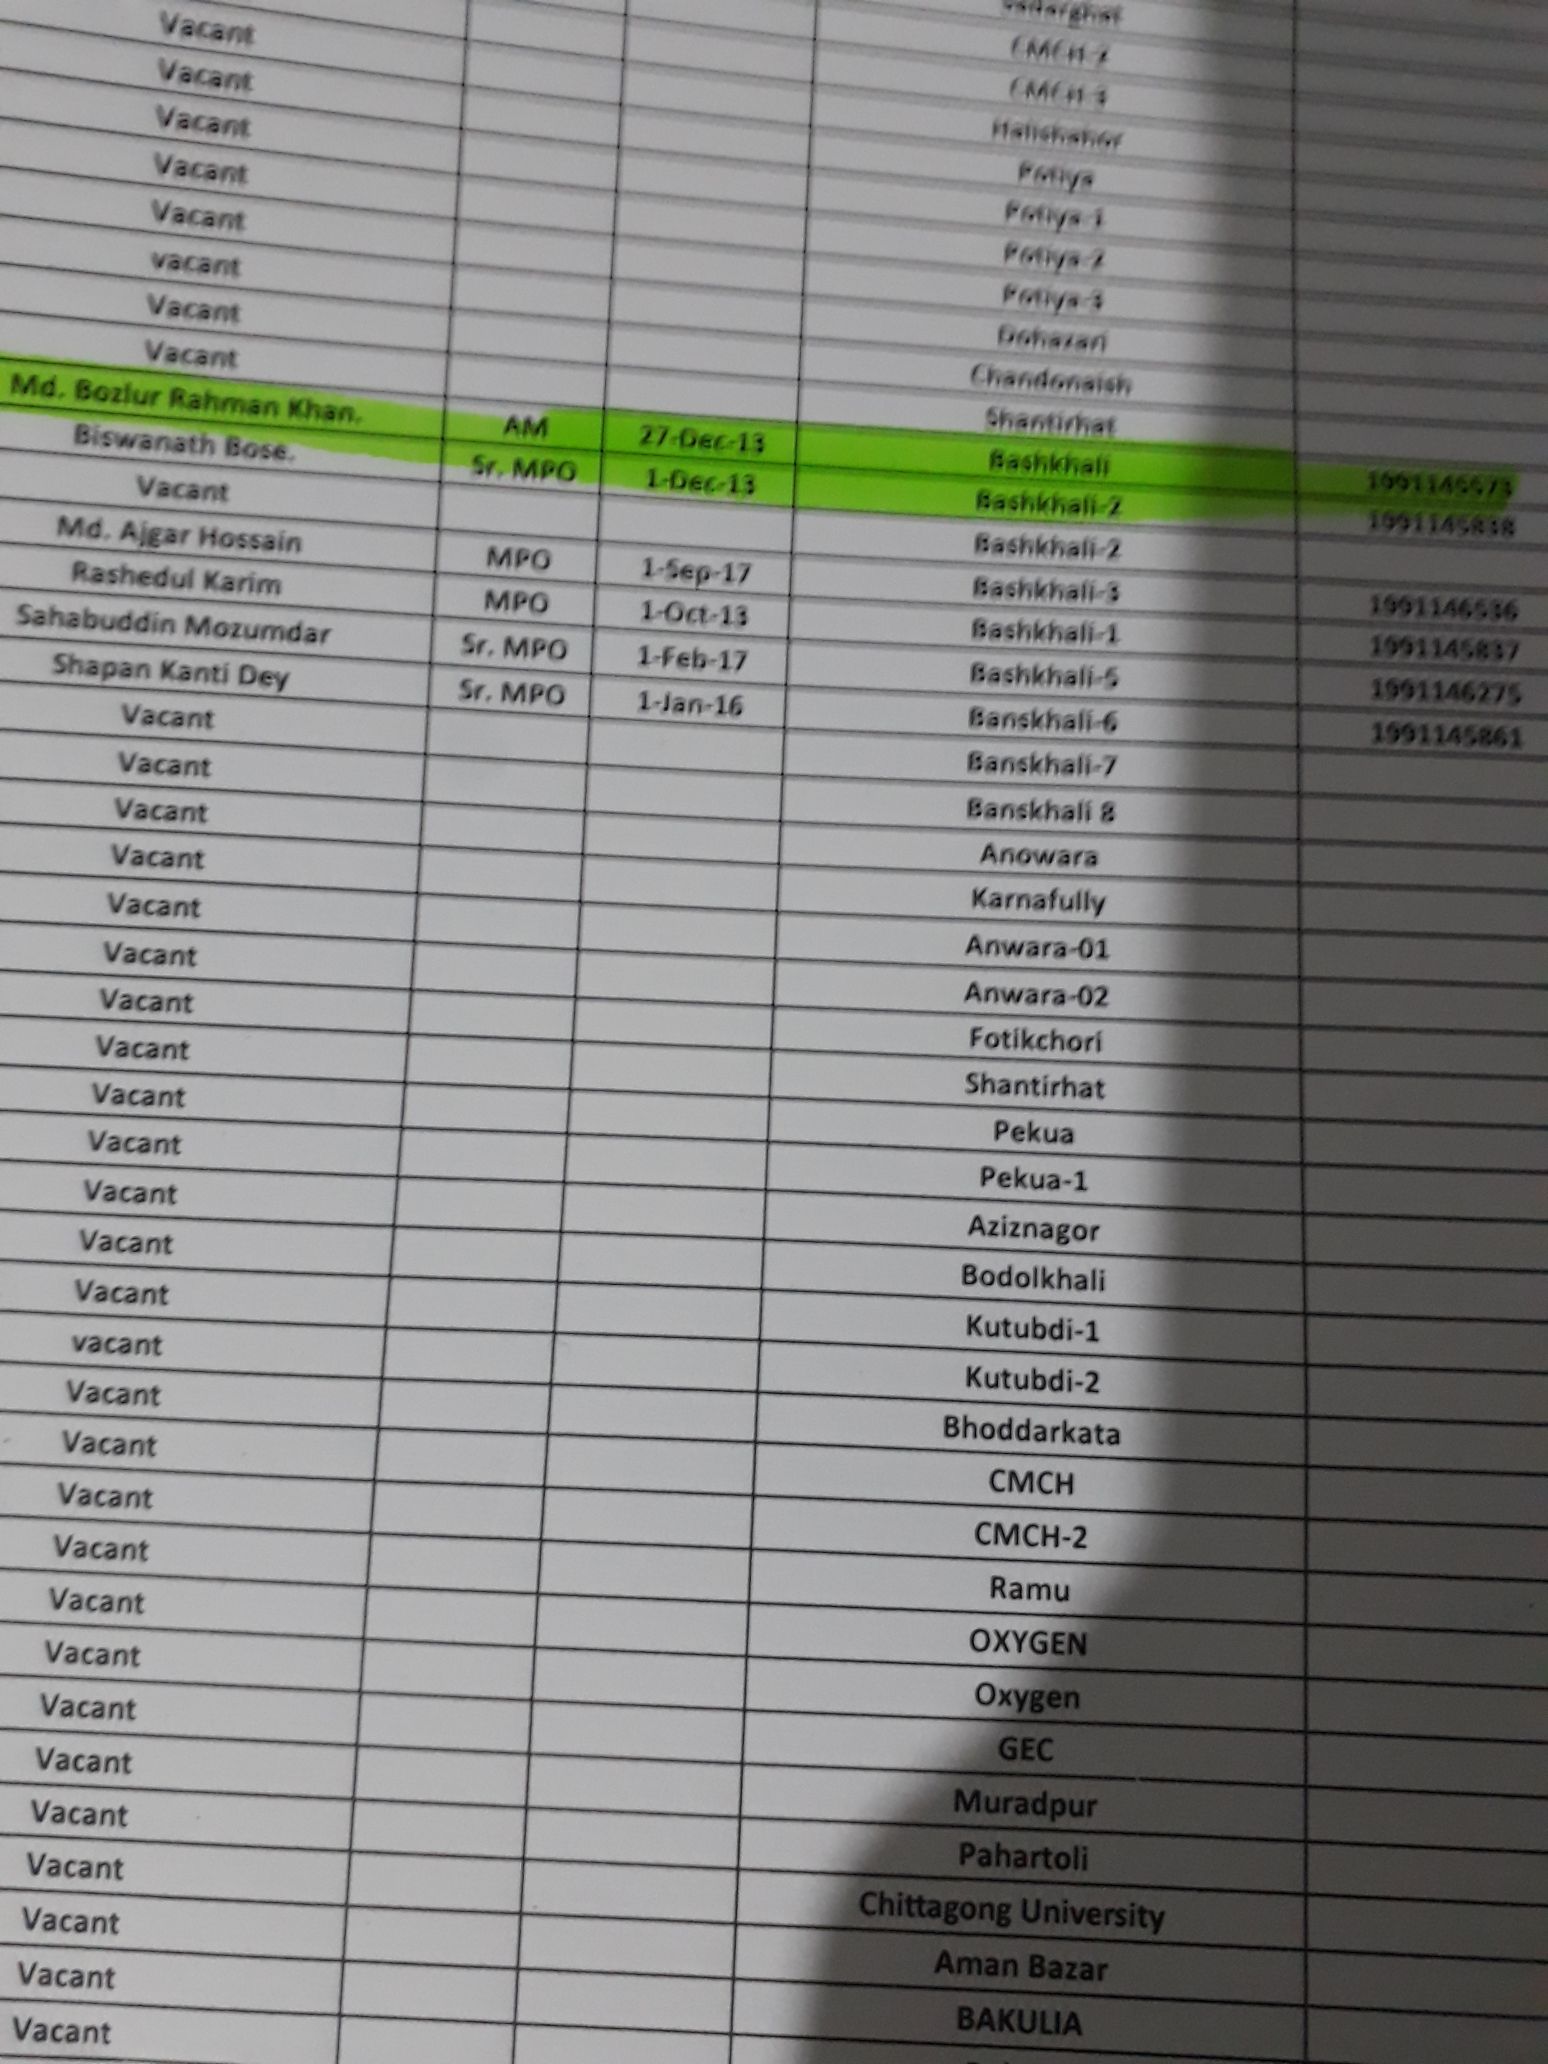 CMCH-2
CMCH-3
Vacant Halishahor
Vacant Potiya
Vacant Potiya-1
Vacant Potiya-2
Vacant Potiya-3
vacant Dohazari
Vacant Chandonaish
Vacant Shantirhat
Md. Bozlur Rahman Khan. AM 27-Dec-13 Bashkhali
Biswanath Bose. Sr. MPO 1-Dec-13 Bashkhali-2 1991145838
Vacant Bashkhali-2
Md. Ajgar Hossain MPO 1-Sep-17 Bashkhali-3 1991146536
Rashedul Karim MPO 1-Oct-13 Bashkhali-1 1991145837
Sahabuddin Mozumdar Sr. MPO 1-Feb-17 Bashkhali-5 1991146275
Shapan Kanti Dey Sr. MPO 1-Jan-16 Banskhali-6 1991145861
Vacant Banskhali-7
Vacant Banskhali 8
Vacant Anowara
Vacant Karnafully
Vacant Anwara-01
Vacant Anwara-02
Vacant Fotikchori
Vacant Shantirhat
Vacant Pekua
Vacant Pekua-1
Vacant Aziznagor
Vacant Bodolkhali
Vacant Kutubdi-1
vacant Kutubdi-2
Vacant Bhoddarkata
Vacant CMCH
Vacant CMCH-2
Vacant Ramu
Vacant OXYGEN
Vacant Oxygen
Vacant GEC
Vacant Muradpur
Vacant Pahartoli
Vacant Chittagong University
Vacant Aman Bazar
Vacant BAKULIA
Vacant